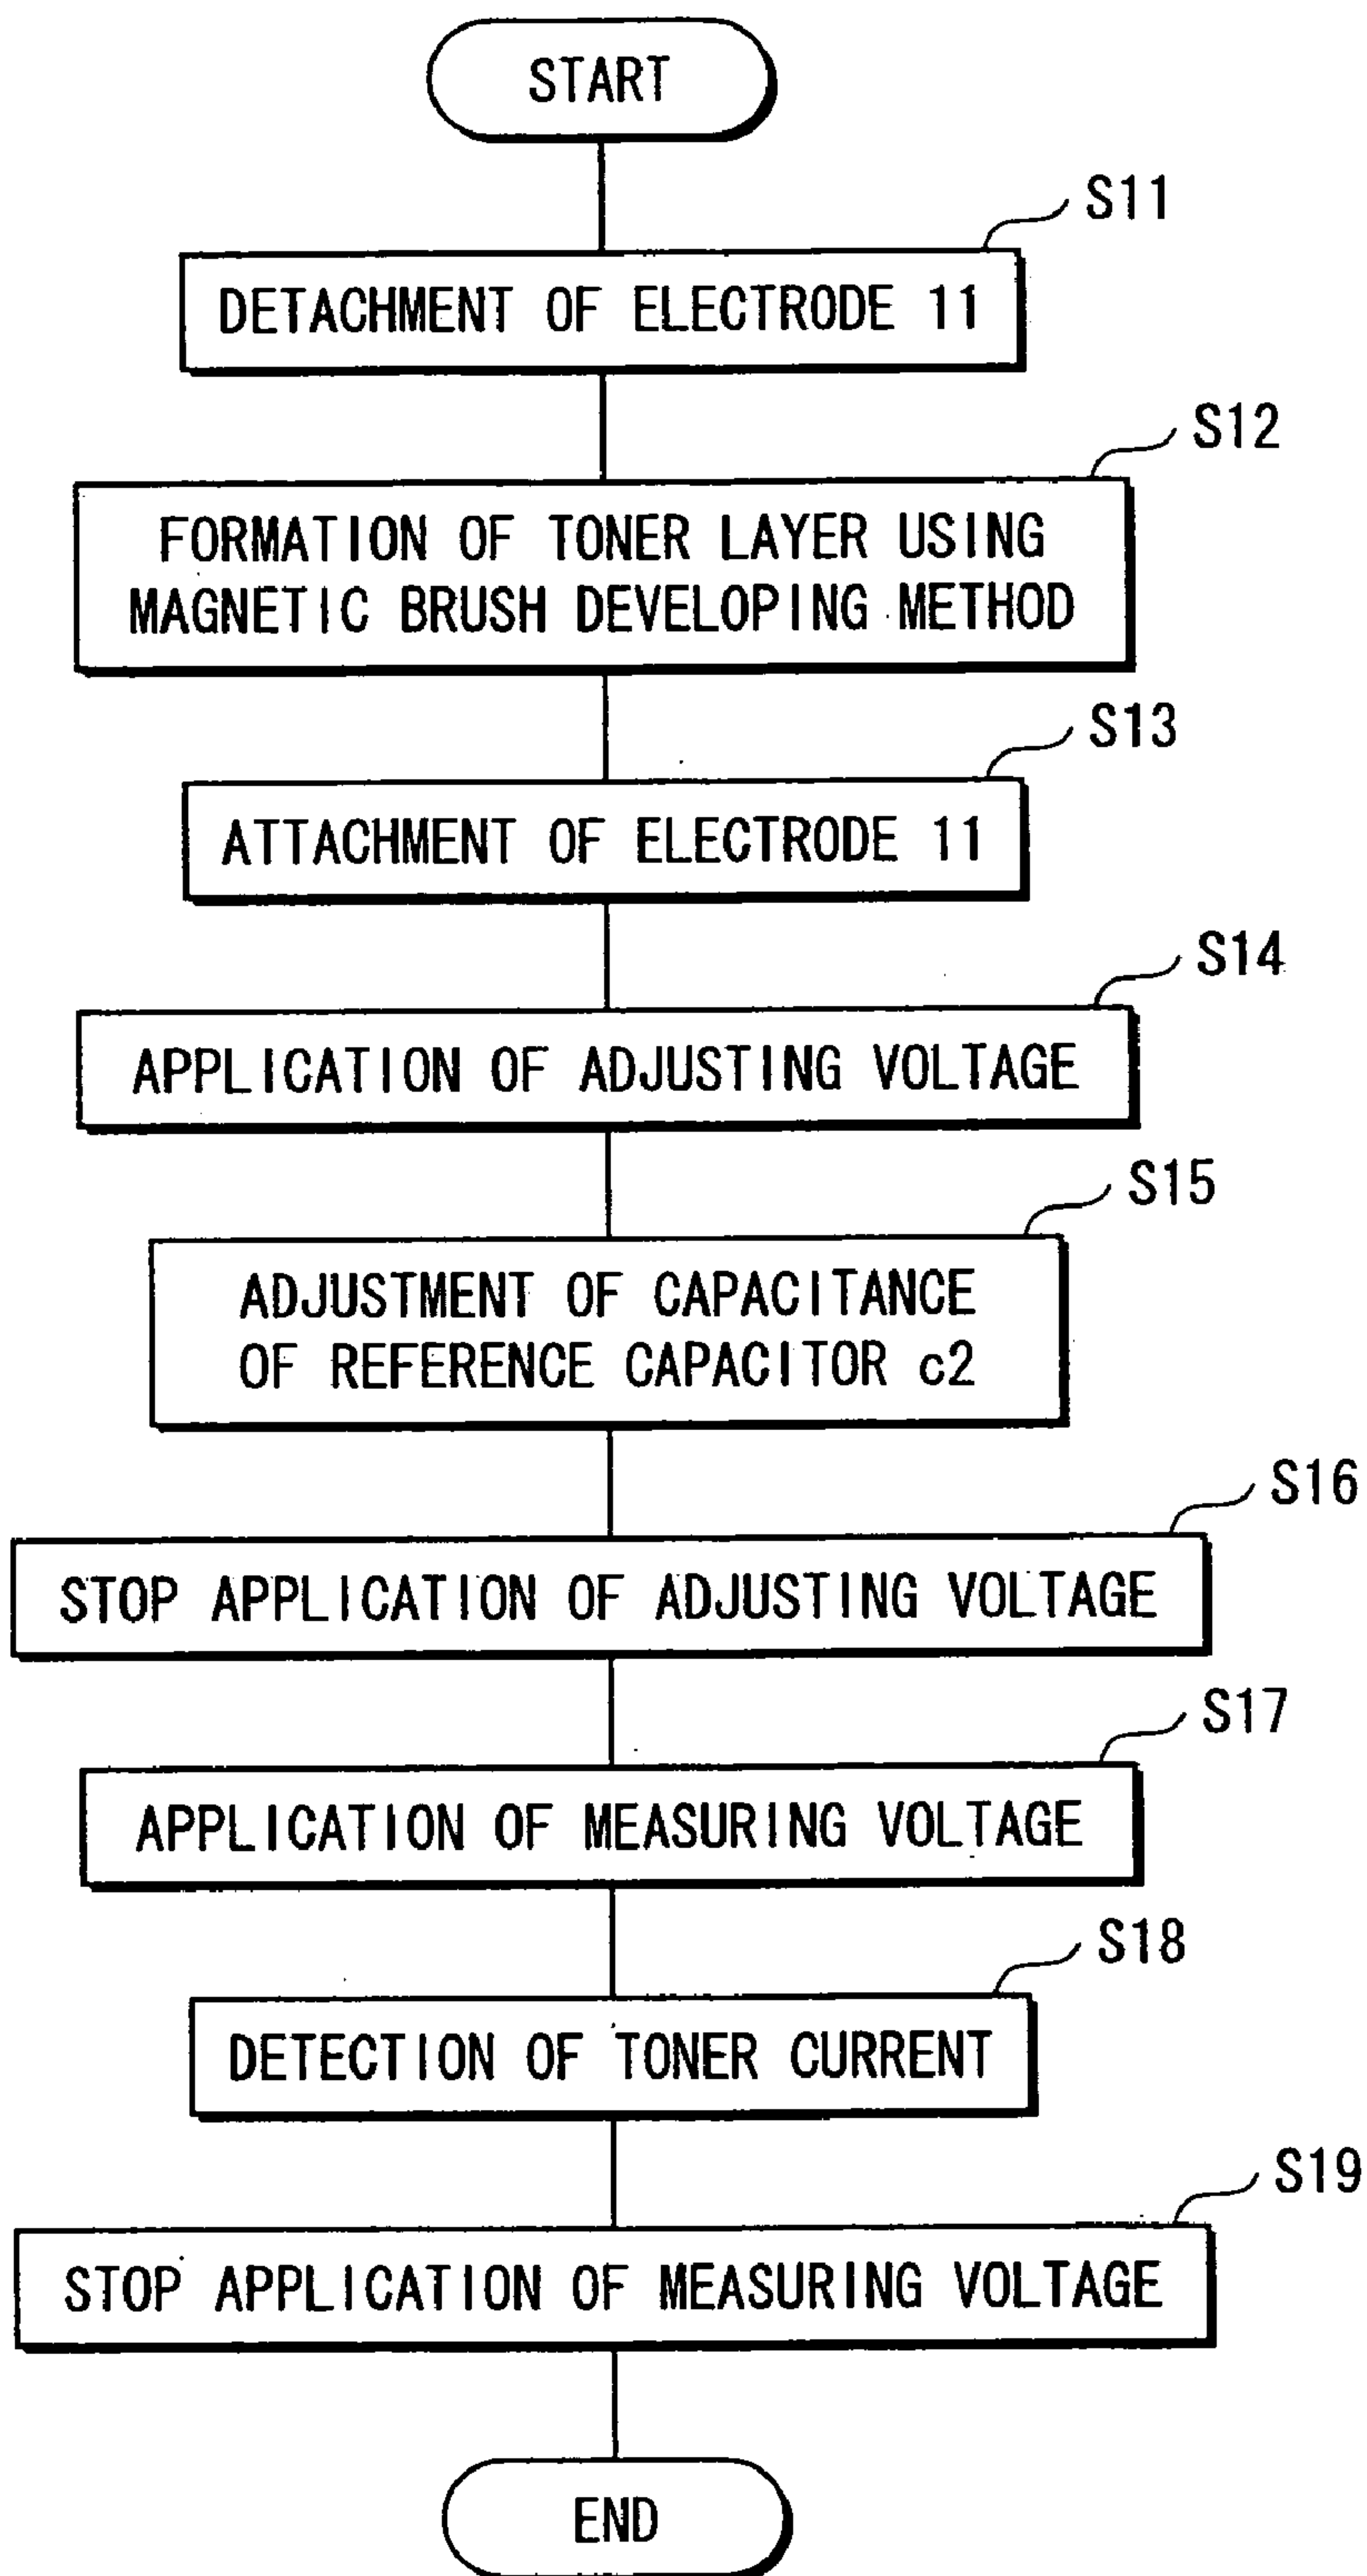 START
S11
DETACHMENT OF ELECTRODE 11
S12
FORMATION OF TONER LAYER USING
MAGNETIC BRUSH DEVELOPING METHOD
S13
ATTACHMENT OF ELECTRODE 11
S14
APPLICATION OF ADJUSTING VOLTAGE
S15
ADJUSTMENT OF CAPACITANCE
OF REFERENCE CAPACITOR c2
S16
STOP APPLICATION OF ADJUSTING VOLTAGE
S17
APPLICATION OF MEASURING VOLTAGE
S18
DETECTION OF TONER CURRENT
S19
STOP APPLICATION OF MEASURING VOLTAGE
END